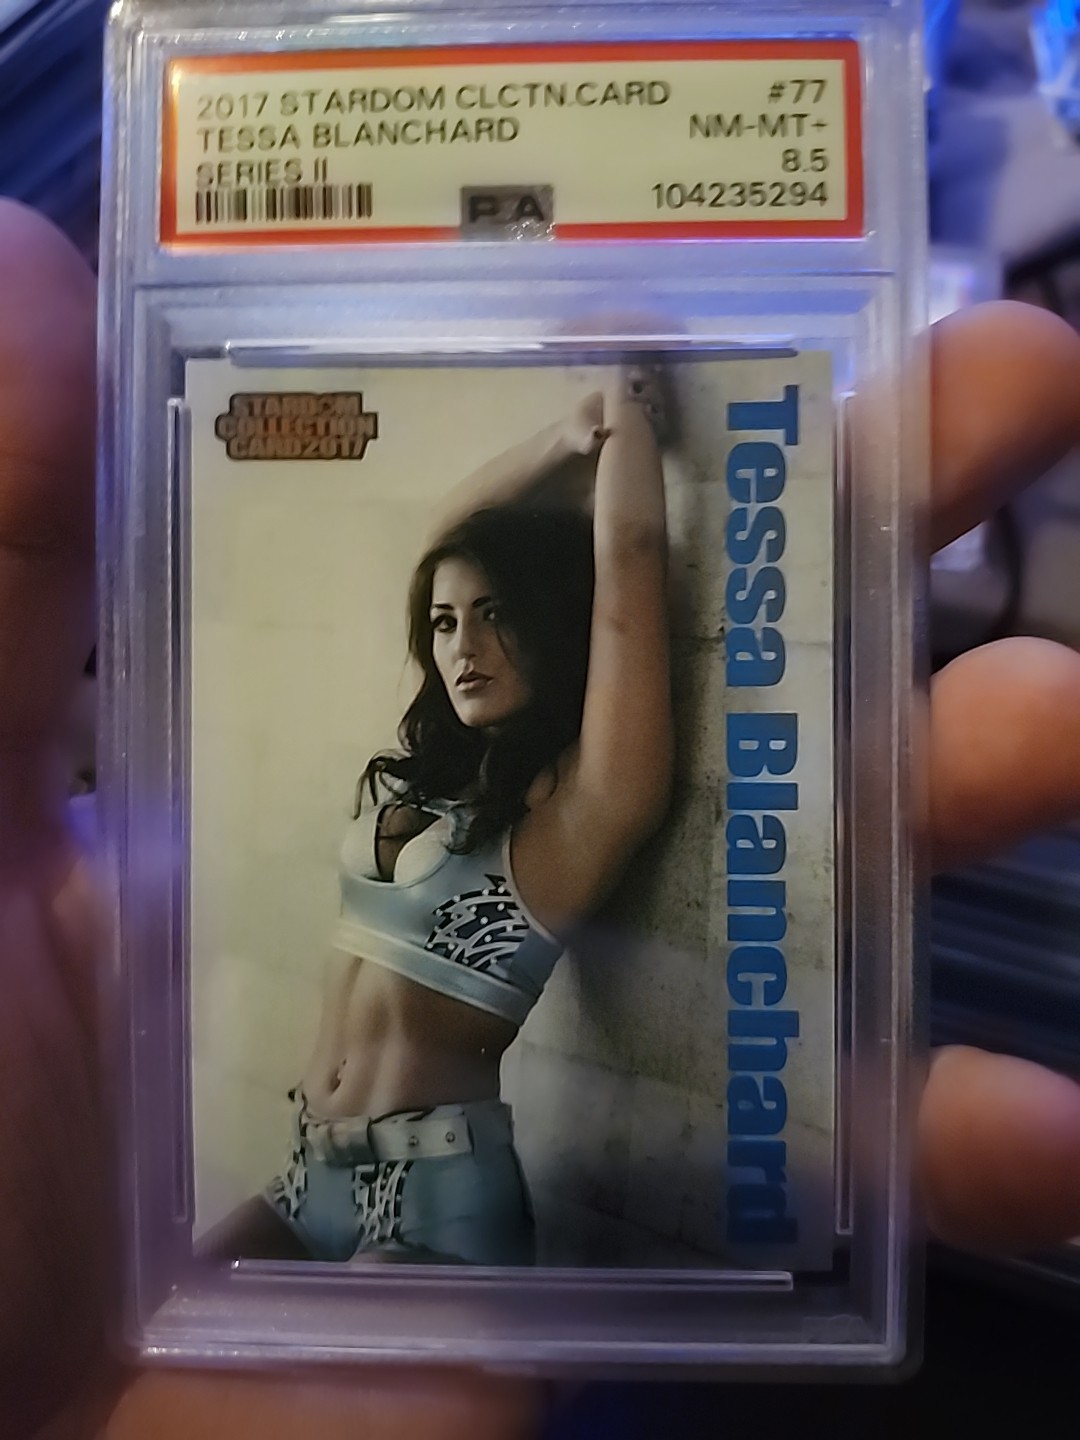 2017 STARDOM CLCTN.CARD #77
TESSA BLANCHARD NM-MT+
SERIES II 8.5
104235294
STARDOM
COLLECTION
CARD2017
Tessa Blanchard